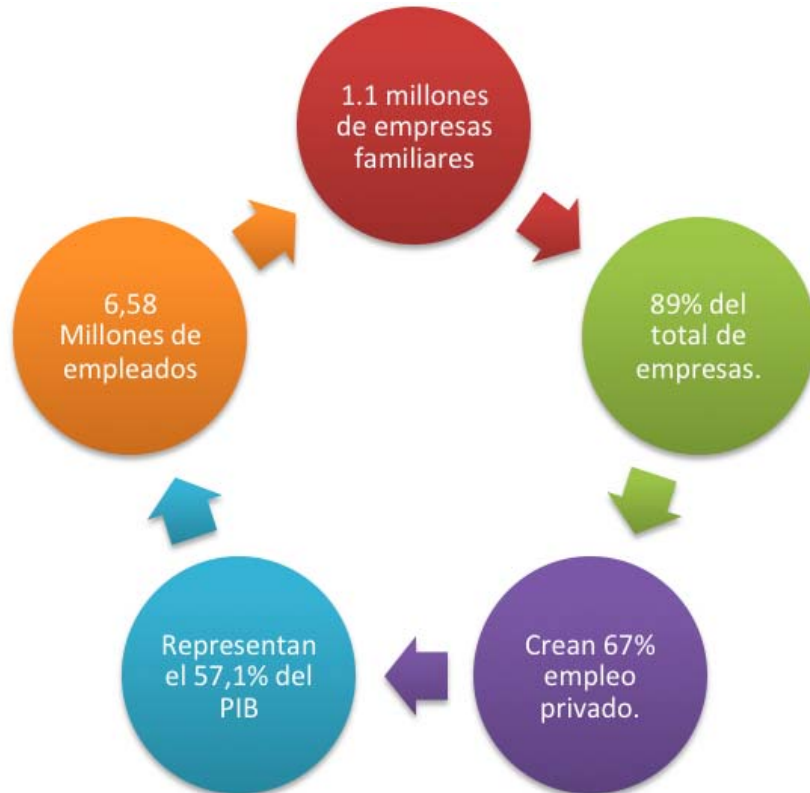 1.1 millones
de empresas
familiares
89% del
total de
empresas.
Crean 67%
empleo
privado.
Representan
el 57,1% del
PIB
6,58
Millones de
empleados